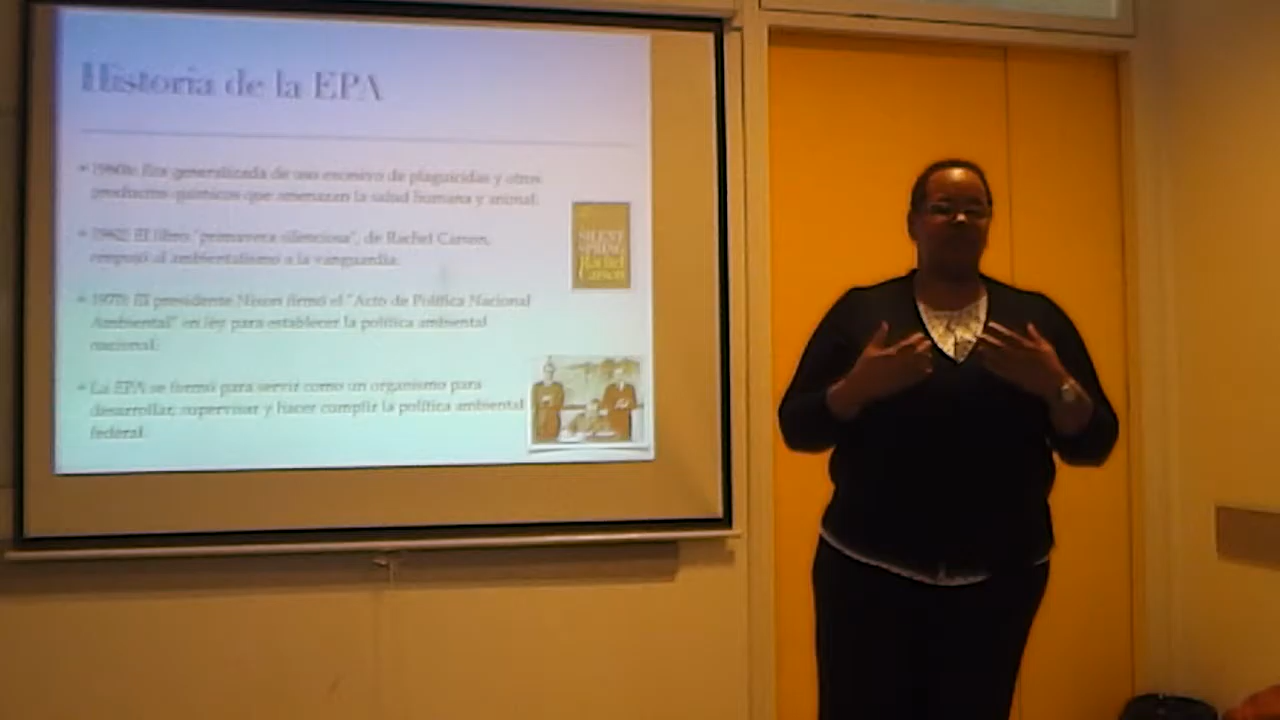 Historia de la EPA
1960s: Era generalizada de uso excesivo de plaguicidas y otros
productos químicos que amenazan la salud humana y animal.
1962: El libro "primavera silenciosa", de Rachel Carson,
empujó al ambientalismo a la vanguardia.
SILENT
SPRING
Rachel
Carson
1970: El presidente Nixon firmó el "Acto de Política Nacional
Ambiental" en ley para establecer la política ambiental
nacional.
La EPA se formó para servir como un organismo para
desarrollar, supervisar y hacer cumplir la política ambiental
federal.